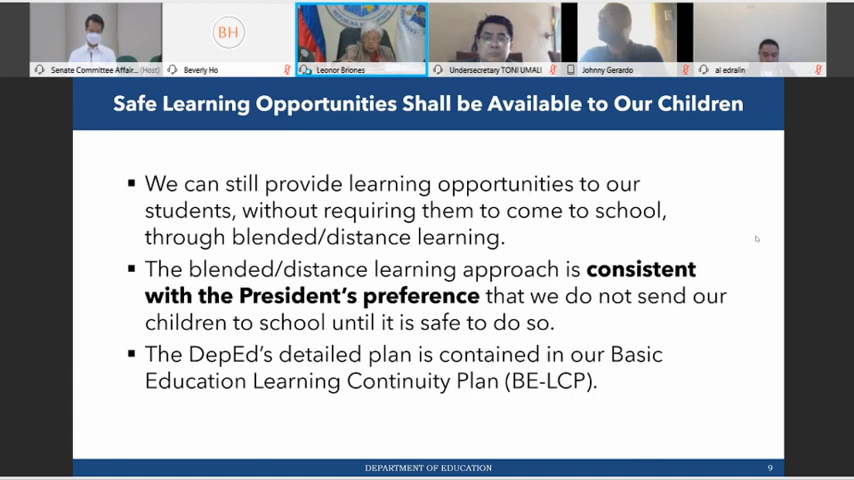 BH
Senate Committee Affair... (Host)
Beverly Ho
Leonor Briones
Undersecretary TONI UMALI
Johnny Gerardo
al edralin
Safe Learning Opportunities Shall be Available to Our Children
▪ We can still provide learning opportunities to our
students, without requiring them to come to school,
through blended/distance learning.
▪ The blended/distance learning approach is consistent
with the President's preference that we do not send our
children to school until it is safe to do so.
▪ The DepEd's detailed plan is contained in our Basic
Education Learning Continuity Plan (BE-LCP).
DEPARTMENT OF EDUCATION
9